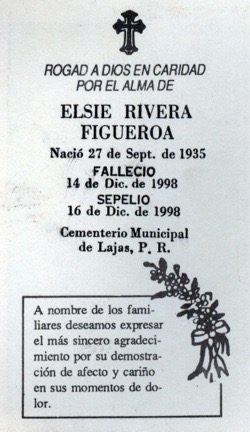 ROGAD A DIOS EN CARIDAD
POR EL ALMA DE
ELSIE RIVERA
FIGUEROA
Nació 27 de Sept. de 1935
FALLECIO
14 de Dic. de 1998
SEPELIO
16 de Dic. de 1998
Cementerio Municipal
de Lajas, P. R.
A nombre de los fami-
liares deseamos expresar
el más sincero agradeci-
miento por su demostra-
ción de afecto y cariño
en sus momentos de do-
lor.